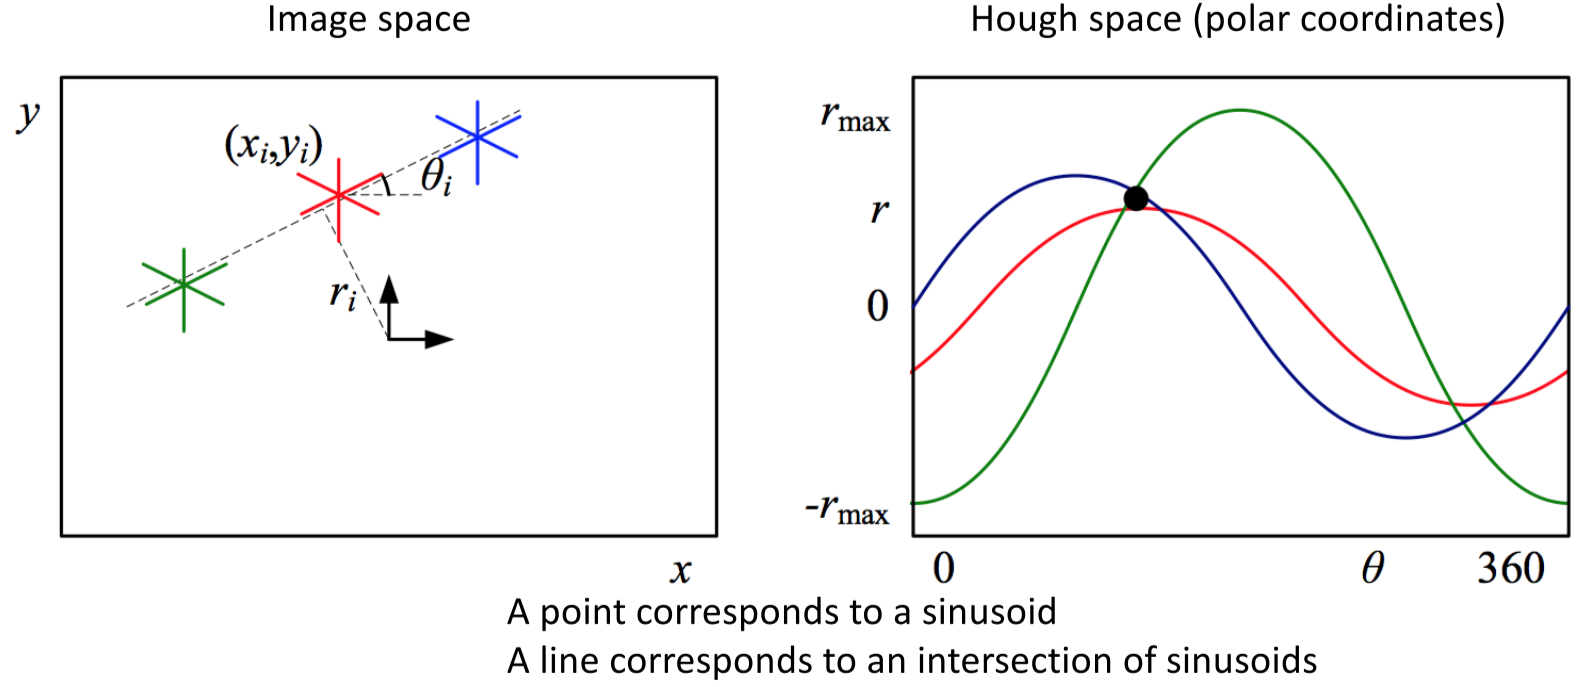 Image space
Hough space (polar coordinates)
y
(xᵢ,yᵢ)
θᵢ
rᵢ
x
rmax
r
0
-rmax
0
θ
360
A point corresponds to a sinusoid
A line corresponds to an intersection of sinusoids